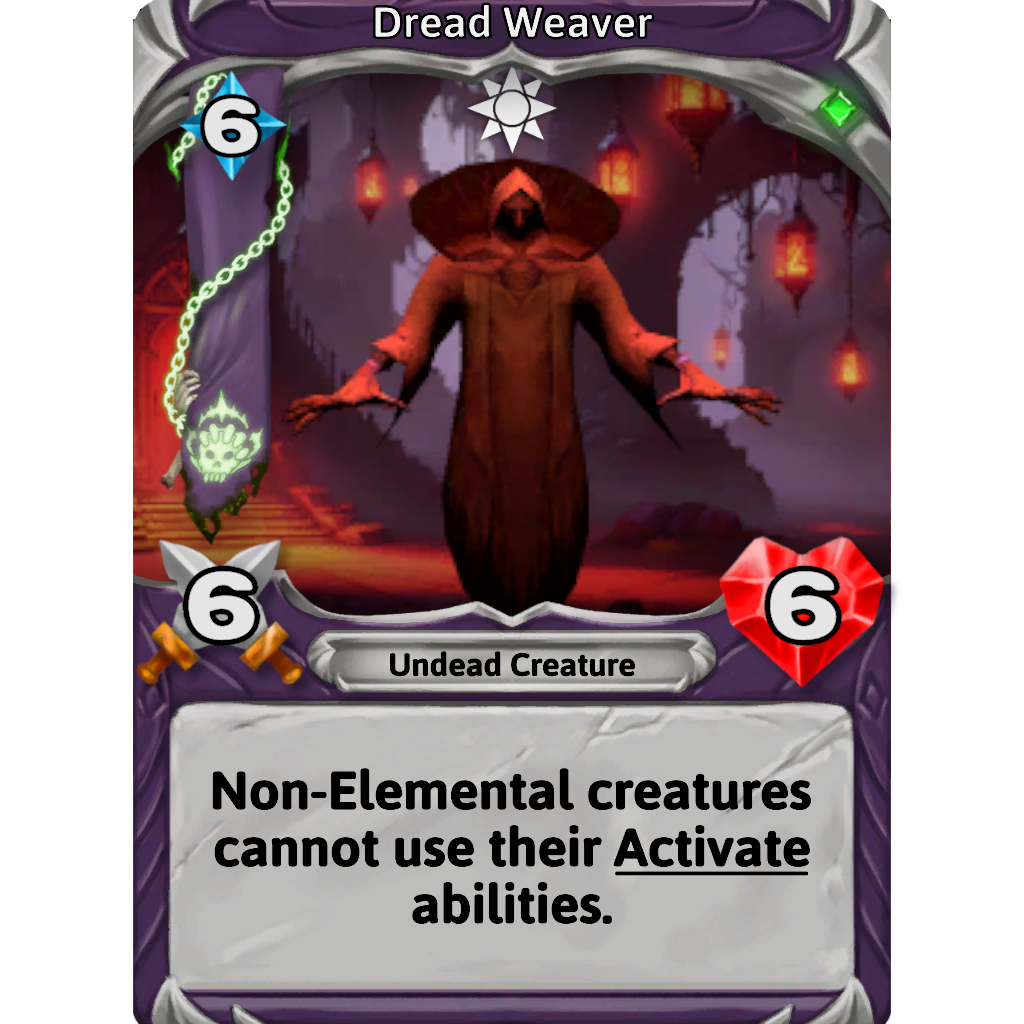 Dread Weaver
6
6
6
Undead Creature
Non-Elemental creatures
cannot use their Activate
abilities.